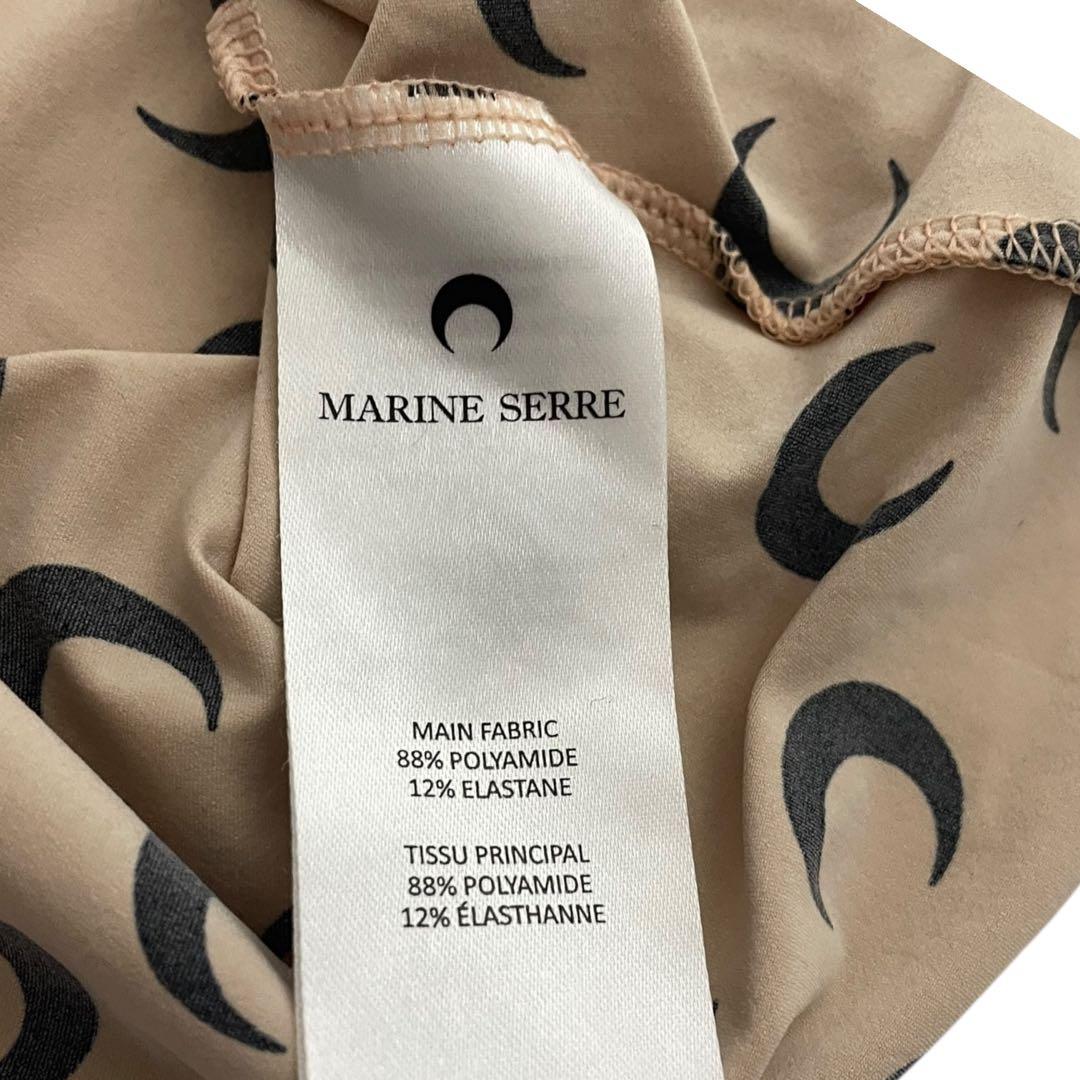 MARINE SERRE
MAIN FABRIC
88% POLYAMIDE
12% ELASTANE
TISSU PRINCIPAL
88% POLYAMIDE
12% ÉLASTHANNE